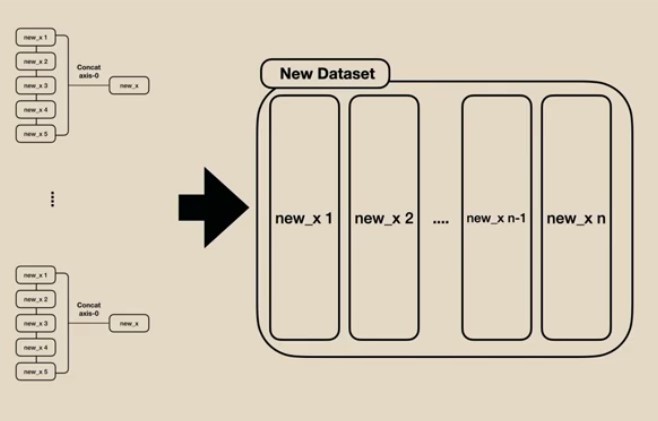 new_x 1
new_x 2
new_x 3
new_x 4
new_x 5
Concat
axis-0
new_x
....
new_x 1
new_x 2
new_x 3
new_x 4
new_x 5
Concat
axis-0
new_x
New Dataset
new_x 1
new_x 2
....
new_x n-1
new_x n